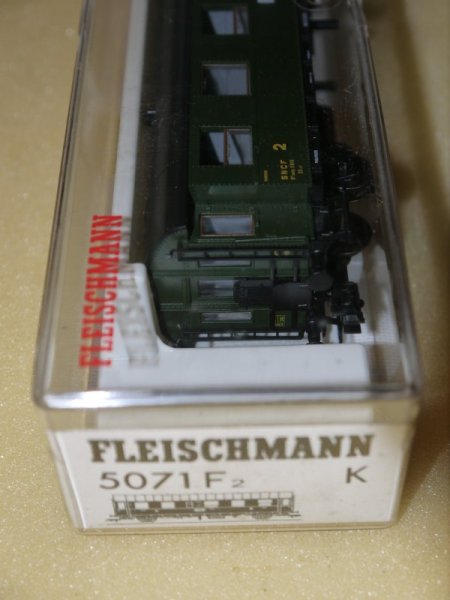 2
SNCF
FLEISCHMANN
FLEISCHMANN
5071 F2 K